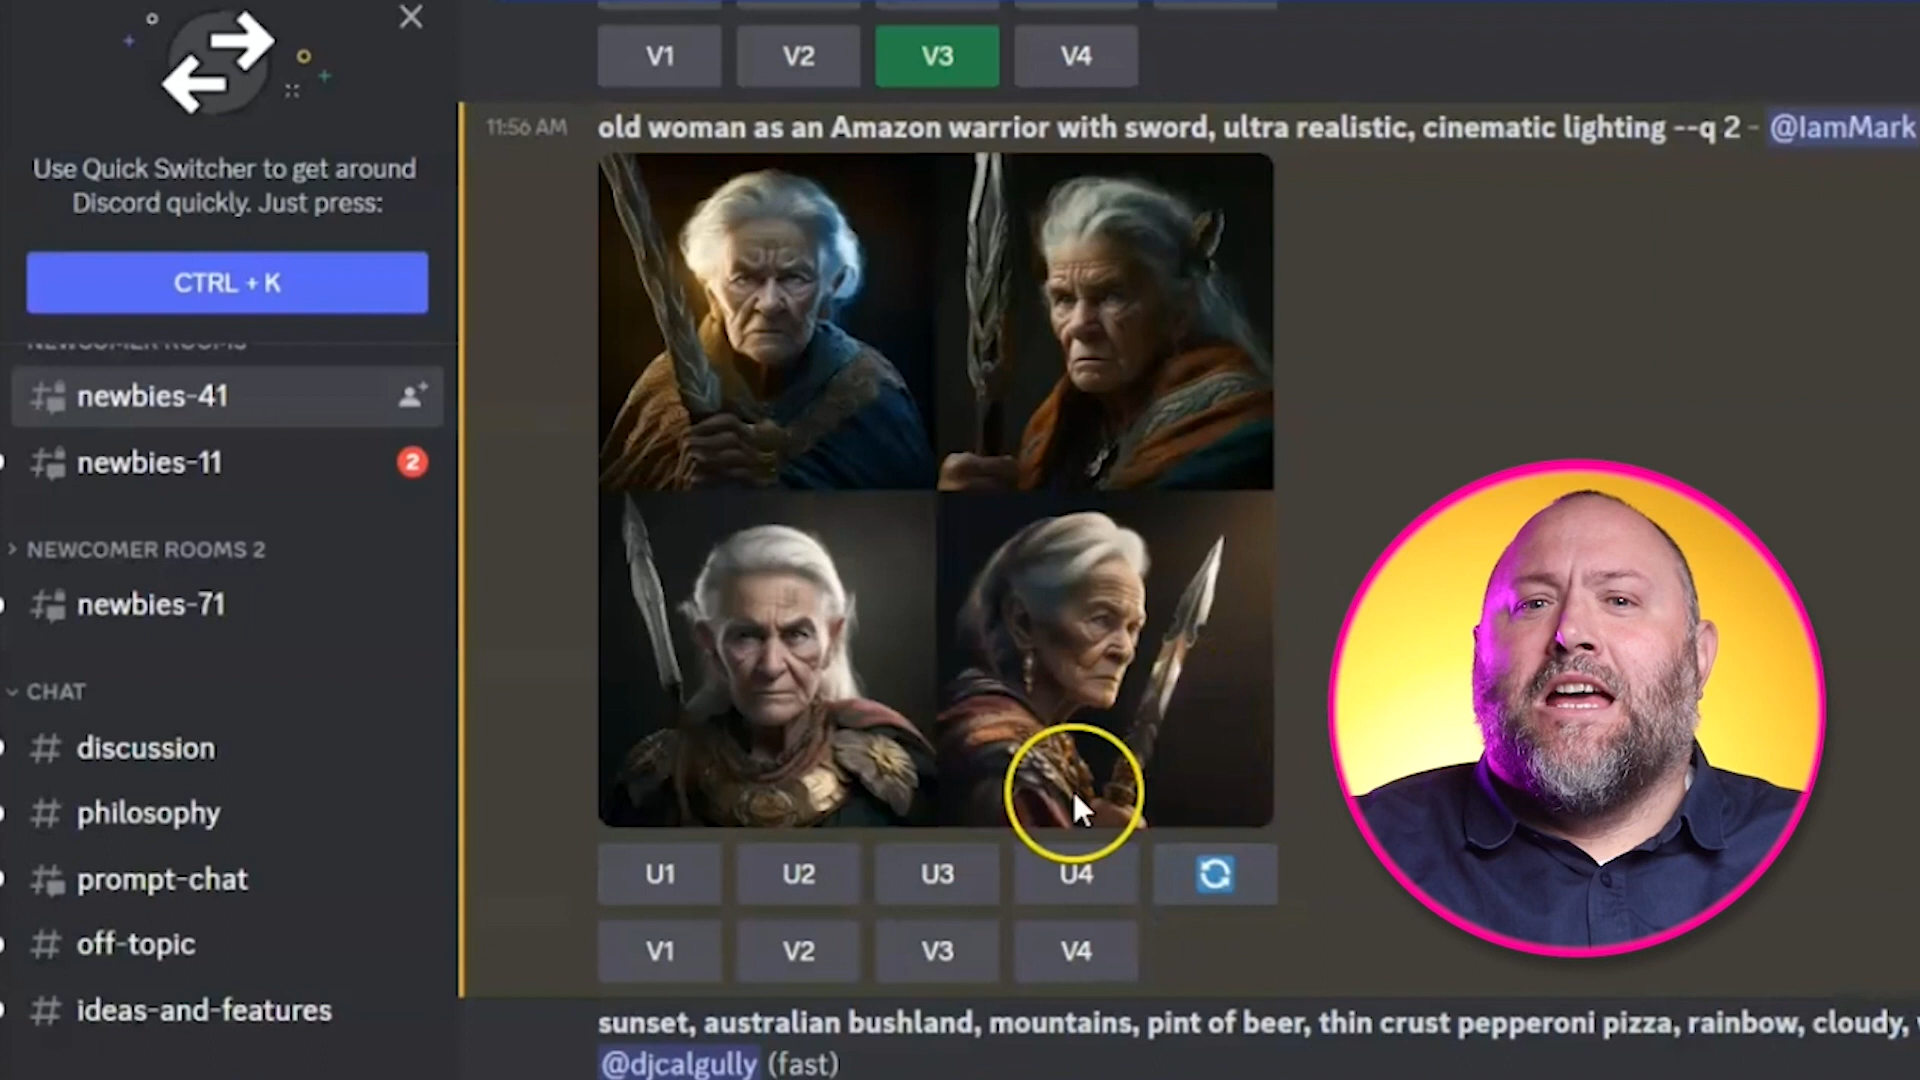 Use Quick Switcher to get around
Discord quickly. Just press:
CTRL + K
NEWCOMER ROOMS
newbies-41
newbies-11
2
NEWCOMER ROOMS 2
newbies-71
CHAT
discussion
philosophy
prompt-chat
off-topic
ideas-and-features
V1 V2 V3 V4
11:56 AM old woman as an Amazon warrior with sword, ultra realistic, cinematic lighting --q 2 - @IamMark
U1 U2 U3 U4
V1 V2 V3 V4
sunset, australian bushland, mountains, pint of beer, thin crust pepperoni pizza, rainbow, cloudy,
@djcalgully (fast)